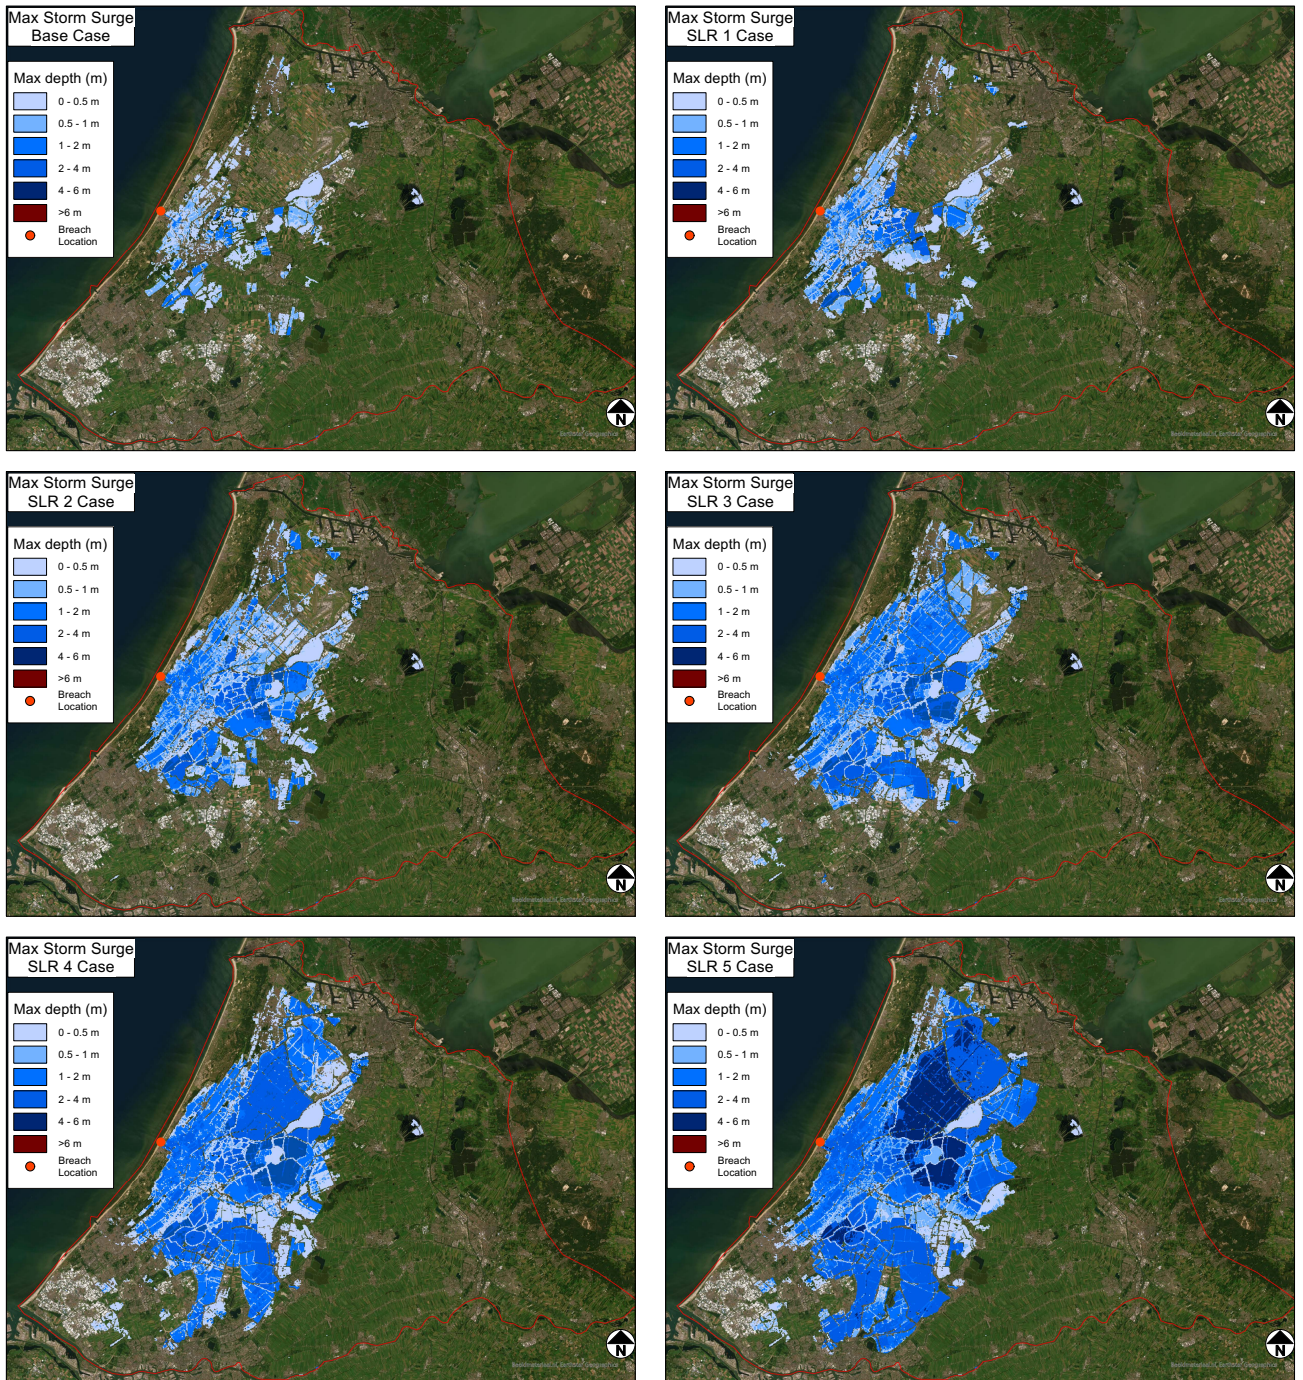 Max Storm Surge
Base Case
Max depth (m)
0 - 0.5 m
0.5 - 1 m
1 - 2 m
2 - 4 m
4 - 6 m
>6 m
Breach
Location
N
Max Storm Surge
SLR 1 Case
Max depth (m)
0 - 0.5 m
0.5 - 1 m
1 - 2 m
2 - 4 m
4 - 6 m
>6 m
Breach
Location
N
Max Storm Surge
SLR 2 Case
Max depth (m)
0 - 0.5 m
0.5 - 1 m
1 - 2 m
2 - 4 m
4 - 6 m
>6 m
Breach
Location
N
Max Storm Surge
SLR 3 Case
Max depth (m)
0 - 0.5 m
0.5 - 1 m
1 - 2 m
2 - 4 m
4 - 6 m
>6 m
Breach
Location
N
Max Storm Surge
SLR 4 Case
Max depth (m)
0 - 0.5 m
0.5 - 1 m
1 - 2 m
2 - 4 m
4 - 6 m
>6 m
Breach
Location
N
Max Storm Surge
SLR 5 Case
Max depth (m)
0 - 0.5 m
0.5 - 1 m
1 - 2 m
2 - 4 m
4 - 6 m
>6 m
Breach
Location
N